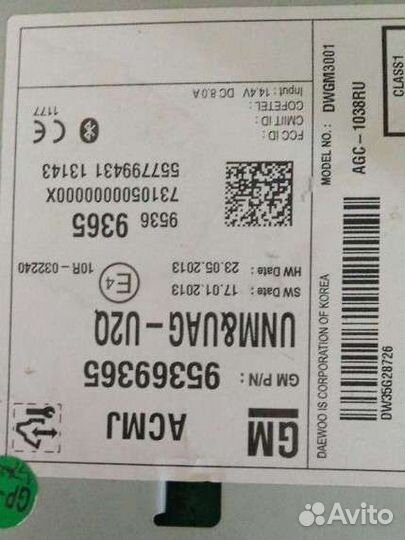 GM
ACMJ
GM P/N : 95369365
UNM&UAG-U2Q
SW Date : 17.01.2013
HW Date : 23.05.2013
E4
10R-032240
9536
9365
7310500000000X
557799431 13143
FCC ID :
CMIIT ID :
COFETEL :
Input : 14.4V DC 8.0A
1177
CE
MODEL NO. : DWGM3001
AGC-1038RU
DAEWOO IS CORPORATION OF KOREA
DW35G28726
CLASS1
GP
Avito